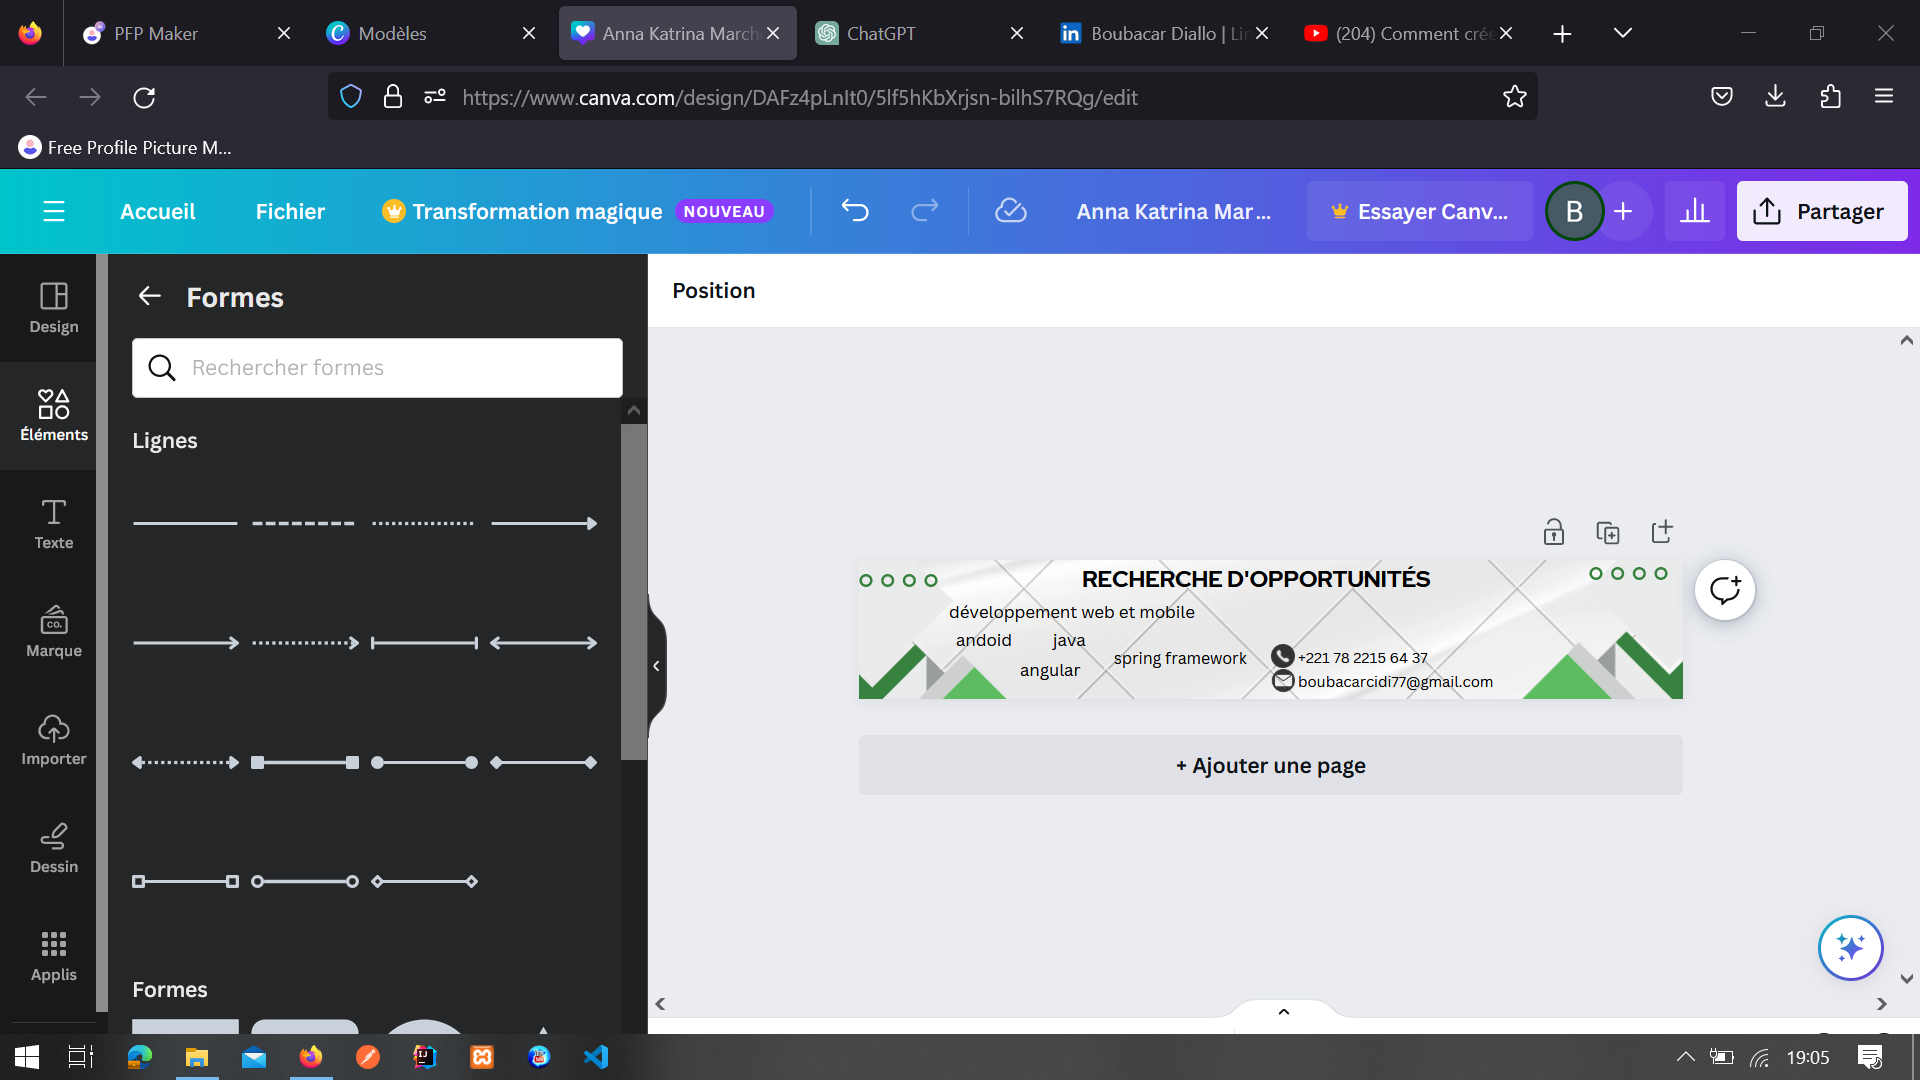 PFP Maker
Modèles
Anna Katrina March
ChatGPT
Boubacar Diallo | Lin
(204) Comment crée
https://www.canva.com/design/DAFz4pLnIt0/5lf5hKbXrjsn-bilhS7RQg/edit
Free Profile Picture M...
Accueil
Fichier
Transformation magique
NOUVEAU
Anna Katrina Mar...
Essayer Canv...
B
Partager
Design
Éléments
Texte
CO.
Marque
Importer
Dessin
Applis
Formes
Rechercher formes
Lignes
Formes
Position
RECHERCHE D'OPPORTUNITÉS
développement web et mobile
andoid
java
angular
spring framework
+221 78 2215 64 37
boubacarcidi77@gmail.com
+ Ajouter une page
19:05